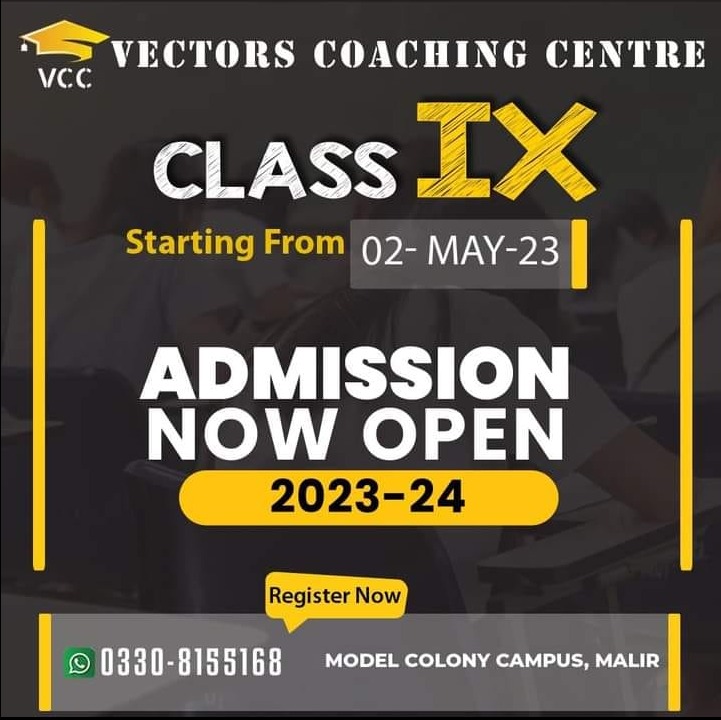 VCC
VECTORS COACHING CENTRE
CLASS IX
Starting From 02- MAY-23
ADMISSION
NOW OPEN
2023-24
Register Now
0330-8155168
MODEL COLONY CAMPUS, MALIR